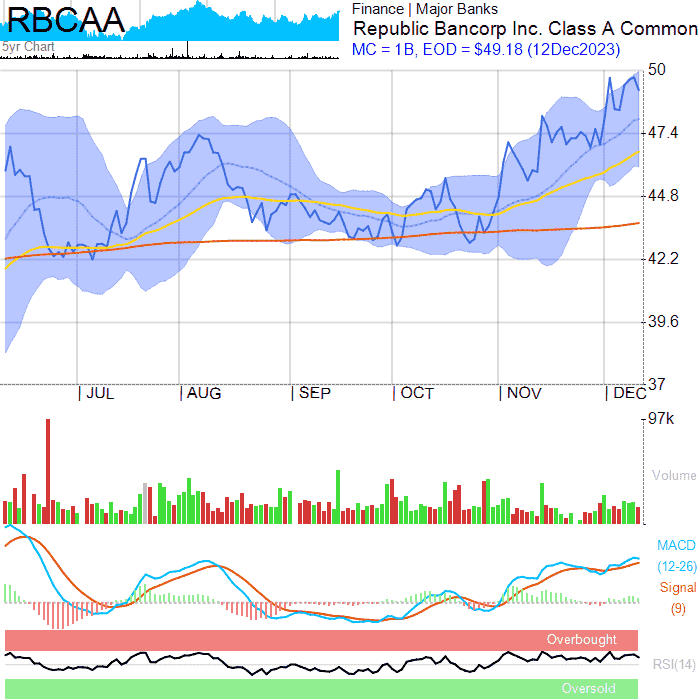 RBCAA
5yr Chart
Finance | Major Banks
Republic Bancorp Inc. Class A Common
MC = 1B, EOD = $49.18 (12Dec2023)
50
47.4
44.8
42.2
39.6
37
JUL
AUG
SEP
OCT
NOV
DEC
97k
Volume
MACD
(12-26)
Signal
(9)
Overbought
RSI(14)
Oversold